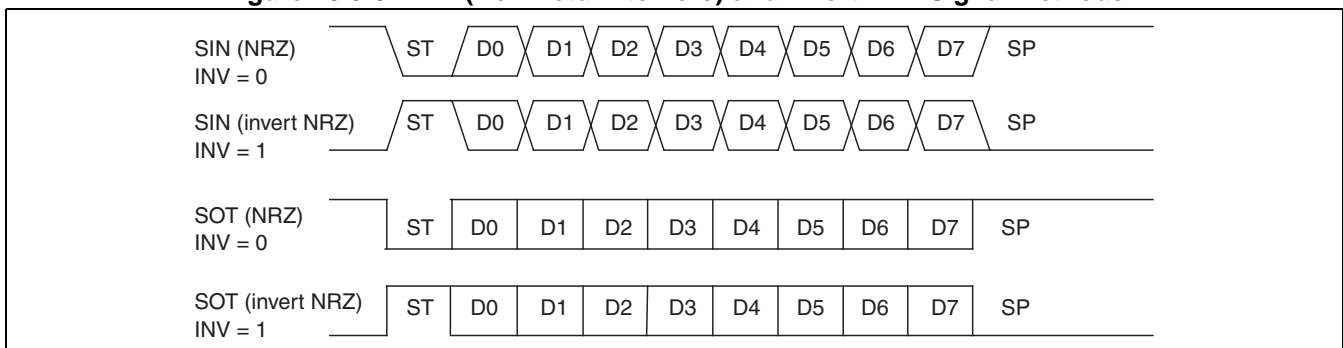 SIN (NRZ)
INV = 0
ST D0 D1 D2 D3 D4 D5 D6 D7 SP
SIN (invert NRZ)
INV = 1
ST D0 D1 D2 D3 D4 D5 D6 D7 SP
SOT (NRZ)
INV = 0
ST D0 D1 D2 D3 D4 D5 D6 D7 SP
SOT (invert NRZ)
INV = 1
ST D0 D1 D2 D3 D4 D5 D6 D7 SP